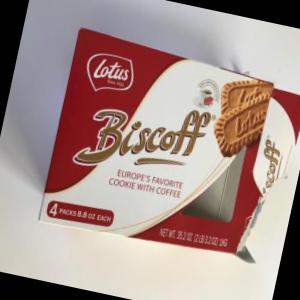 Lotus
Biscoff
EUROPE'S FAVORITE
COOKIE WITH COFFEE
4 PACKS 8.8 OZ EACH
NET WT. 35.2 OZ (2 LB 3.2 OZ) 1KG